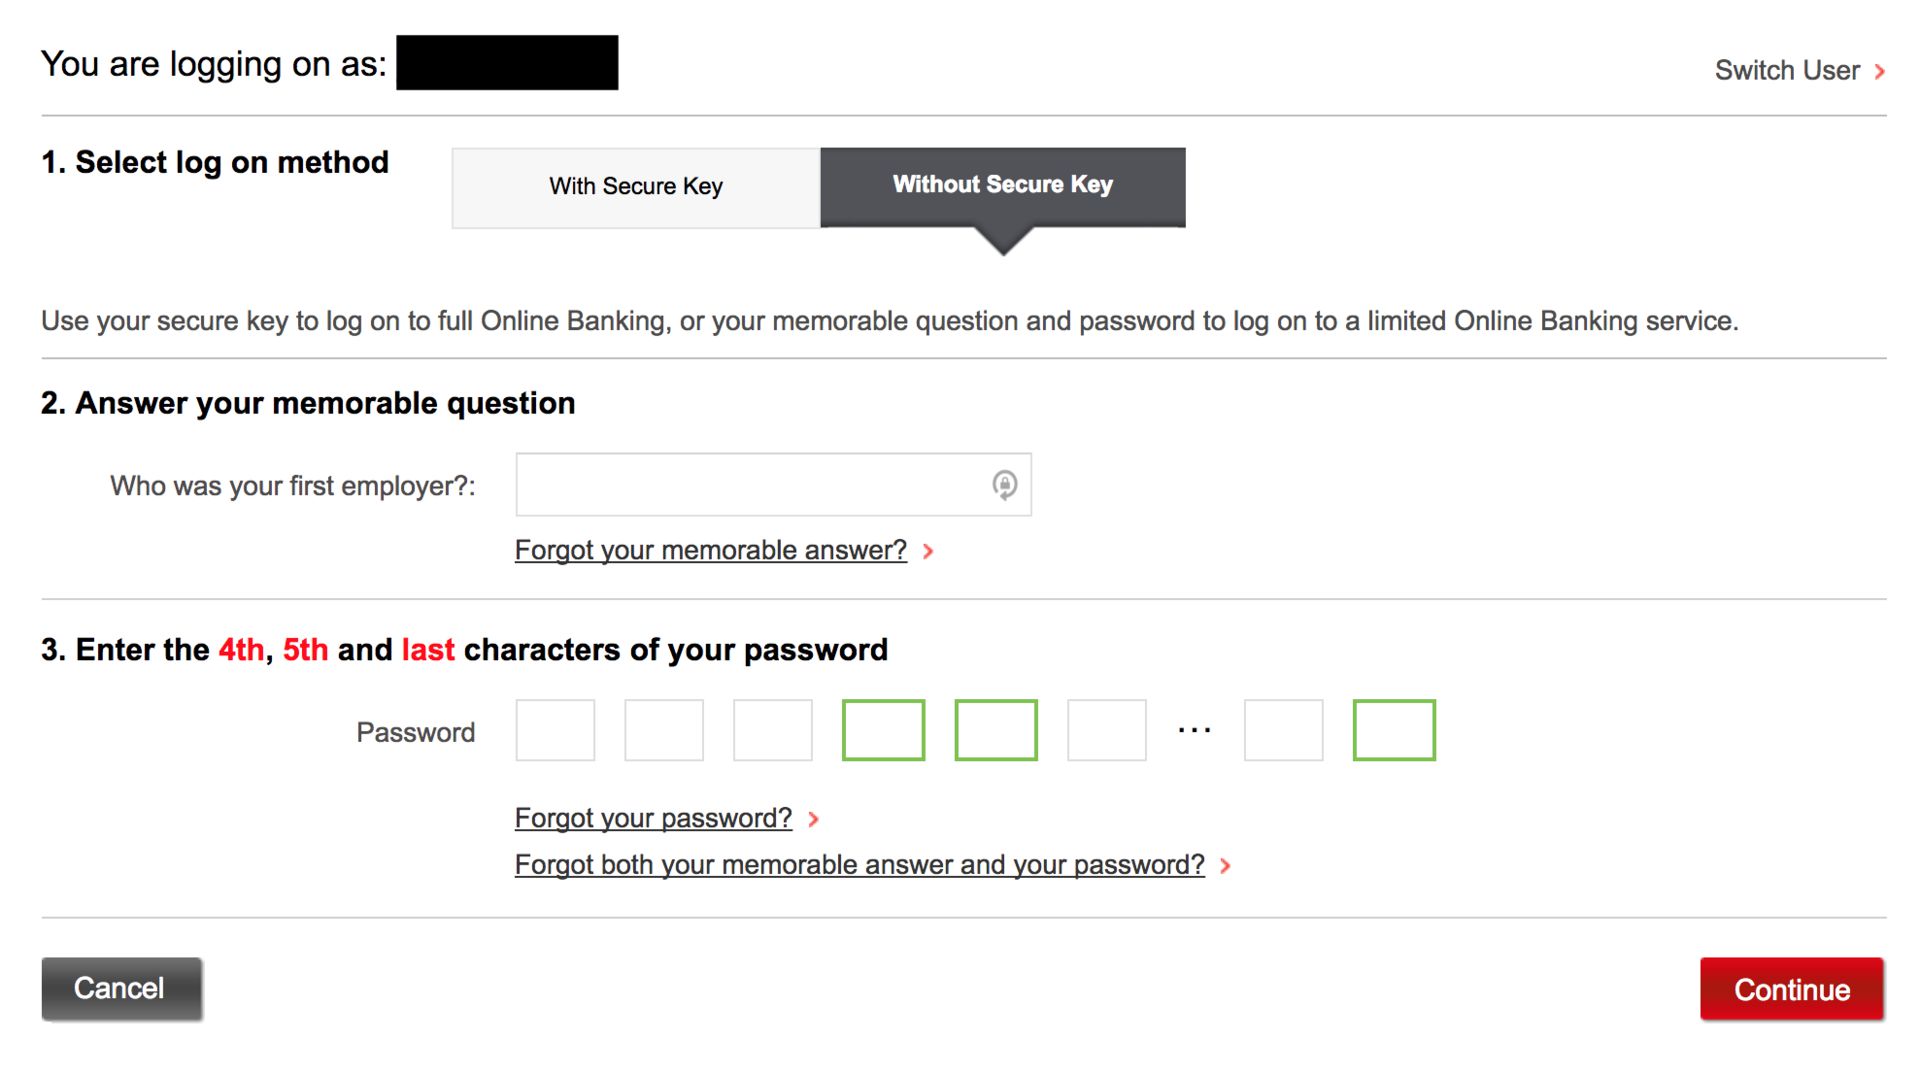 You are logging on as:
Switch User
1. Select log on method
With Secure Key
Without Secure Key
Use your secure key to log on to full Online Banking, or your memorable question and password to log on to a limited Online Banking service.
2. Answer your memorable question
Who was your first employer?:
Forgot your memorable answer?
3. Enter the 4th, 5th and last characters of your password
Password
...
Forgot your password?
Forgot both your memorable answer and your password?
Cancel
Continue